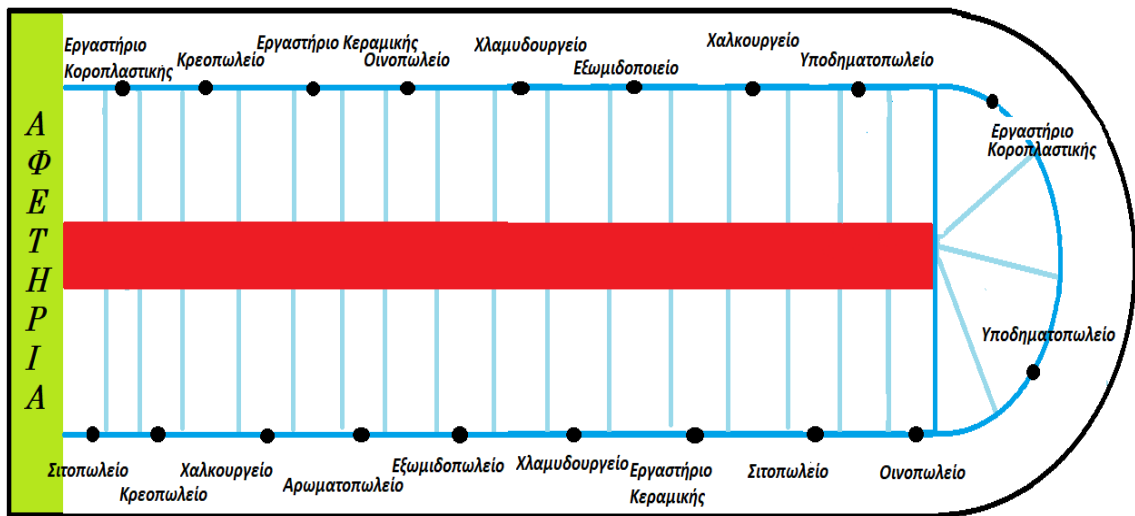 ΑΦΕΤΗΡΙΑ
Εργαστήριο
Κοροπλαστικής
Κρεοπωλείο
Εργαστήριο Κεραμικής
Οινοπωλείο
Χλαμυδουργείο
Εξωμιδοποιείο
Χαλκουργείο
Υποδηματοπωλείο
Εργαστήριο
Κοροπλαστικής
Υποδηματοπωλείο
Σιτοπωλείο
Κρεοπωλείο
Χαλκουργείο
Αρωματοπωλείο
Εξωμιδοπωλείο
Χλαμυδουργείο
Εργαστήριο
Κεραμικής
Σιτοπωλείο
Οινοπωλείο